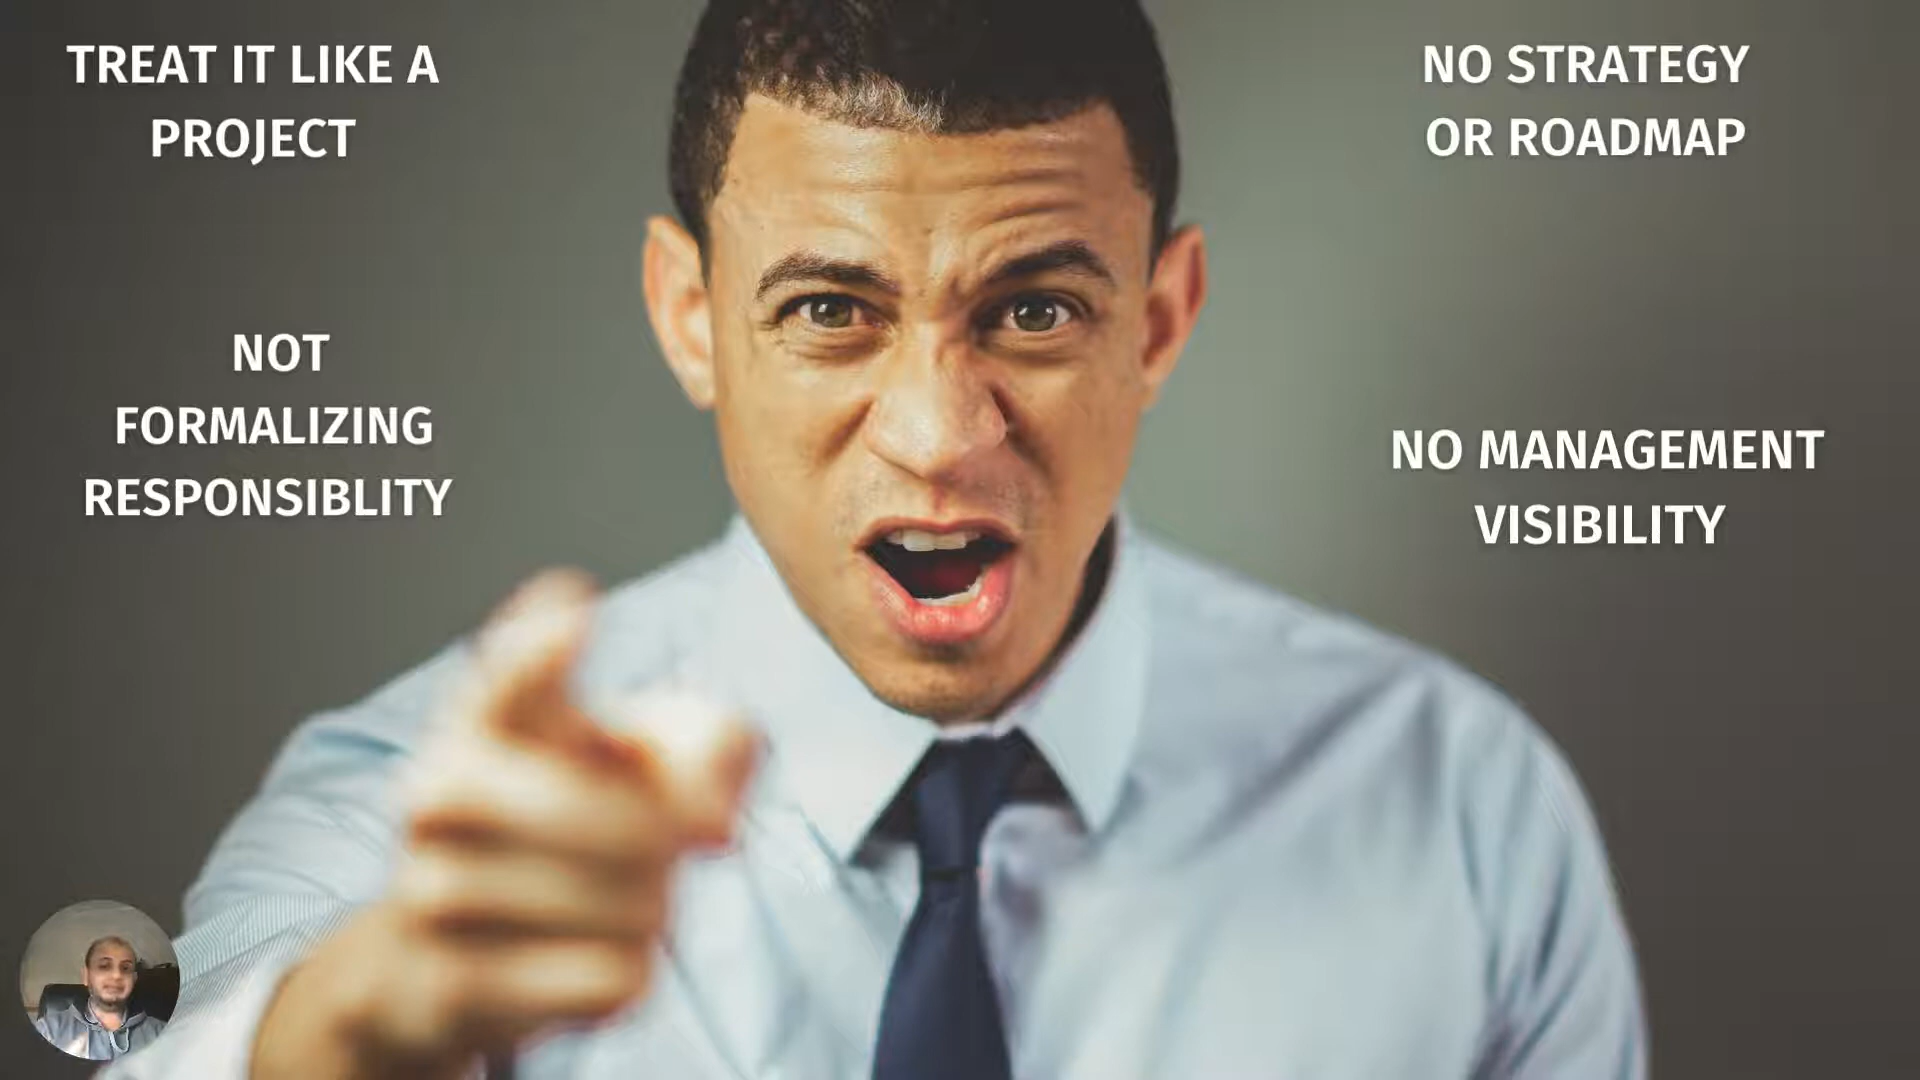 TREAT IT LIKE A
PROJECT
NOT
FORMALIZING
RESPONSIBLITY
NO STRATEGY
OR ROADMAP
NO MANAGEMENT
VISIBILITY